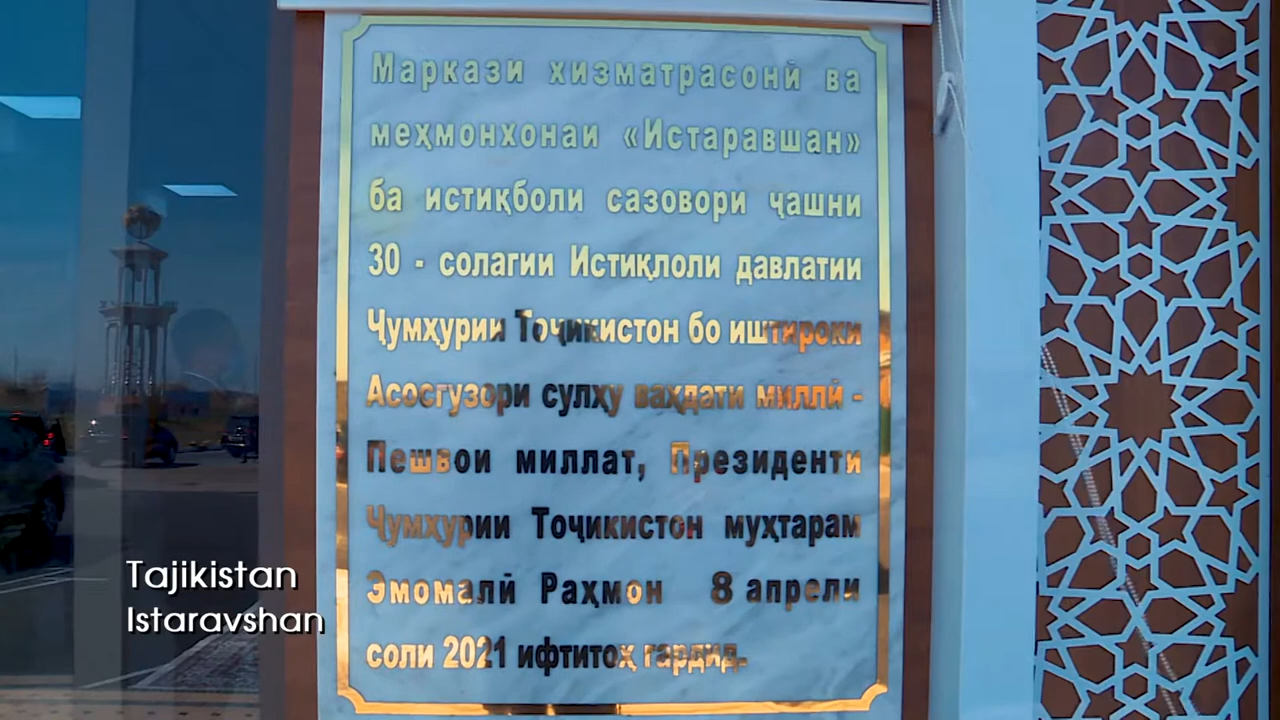 Маркази хизматрасонӣ ва
меҳмонхонаи «Истаравшан»
ба истиқболи сазовори ҷашни
30 - солагии Истиқлоли давлатии
Ҷумҳурии Тоҷикистон бо иштироки
Асосгузори сулҳу ваҳдати миллӣ -
Пешвои миллат, Президенти
Ҷумҳурии Тоҷикистон муҳтарам
Эмомалӣ Раҳмон 8 апрели
соли 2021 ифтитоҳ гардид.
Tajikistan
Istaravshan